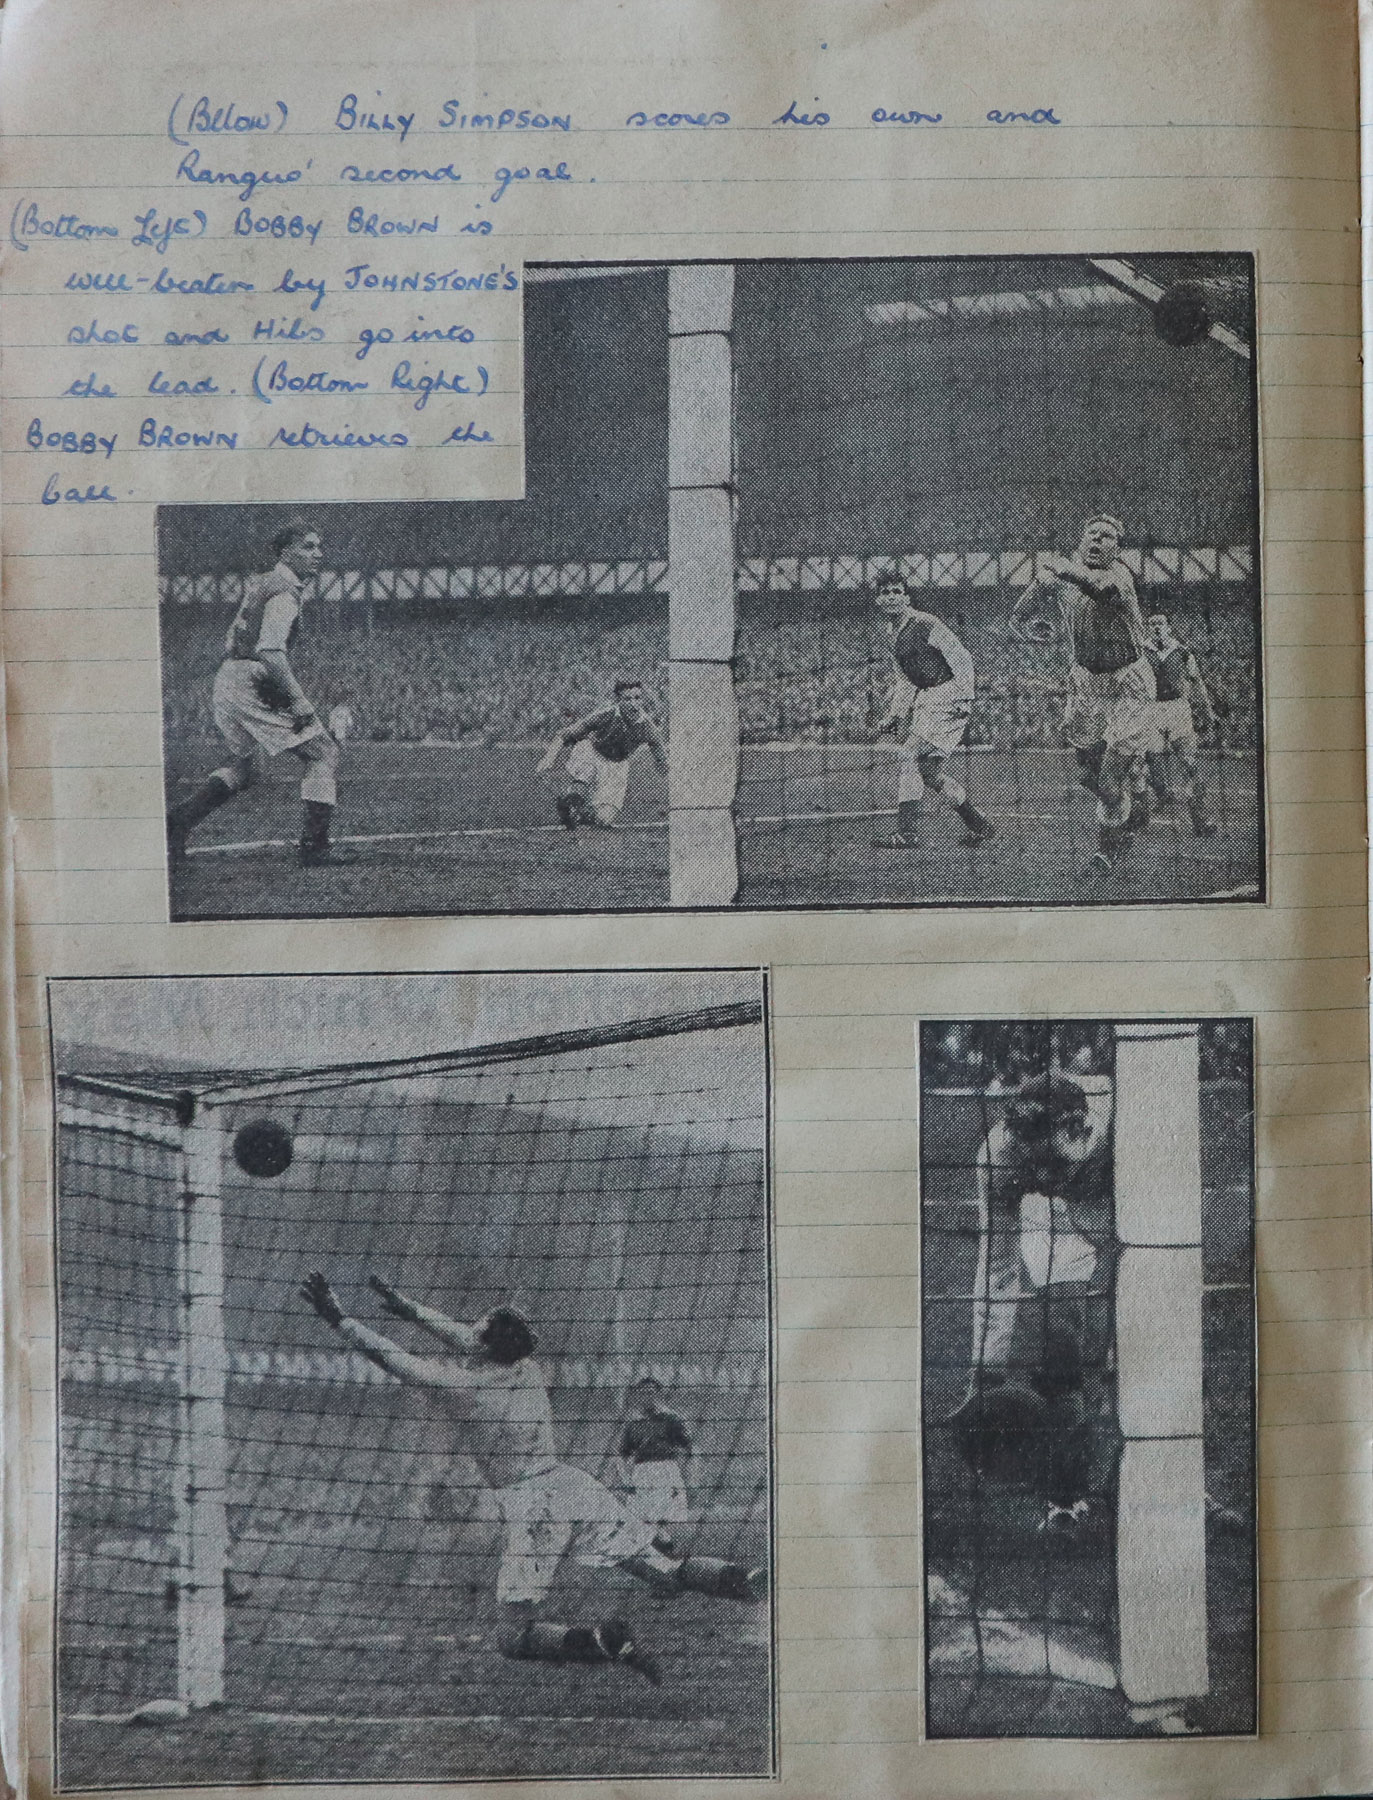 (Below) BILLY SIMPSON scores his own and
Rangers' second goal.
(Bottom Left) BOBBY BROWN is
well-beaten by JOHNSTONE'S
shot and Hibs go into
the lead. (Bottom Right)
BOBBY BROWN retrieves the
ball.